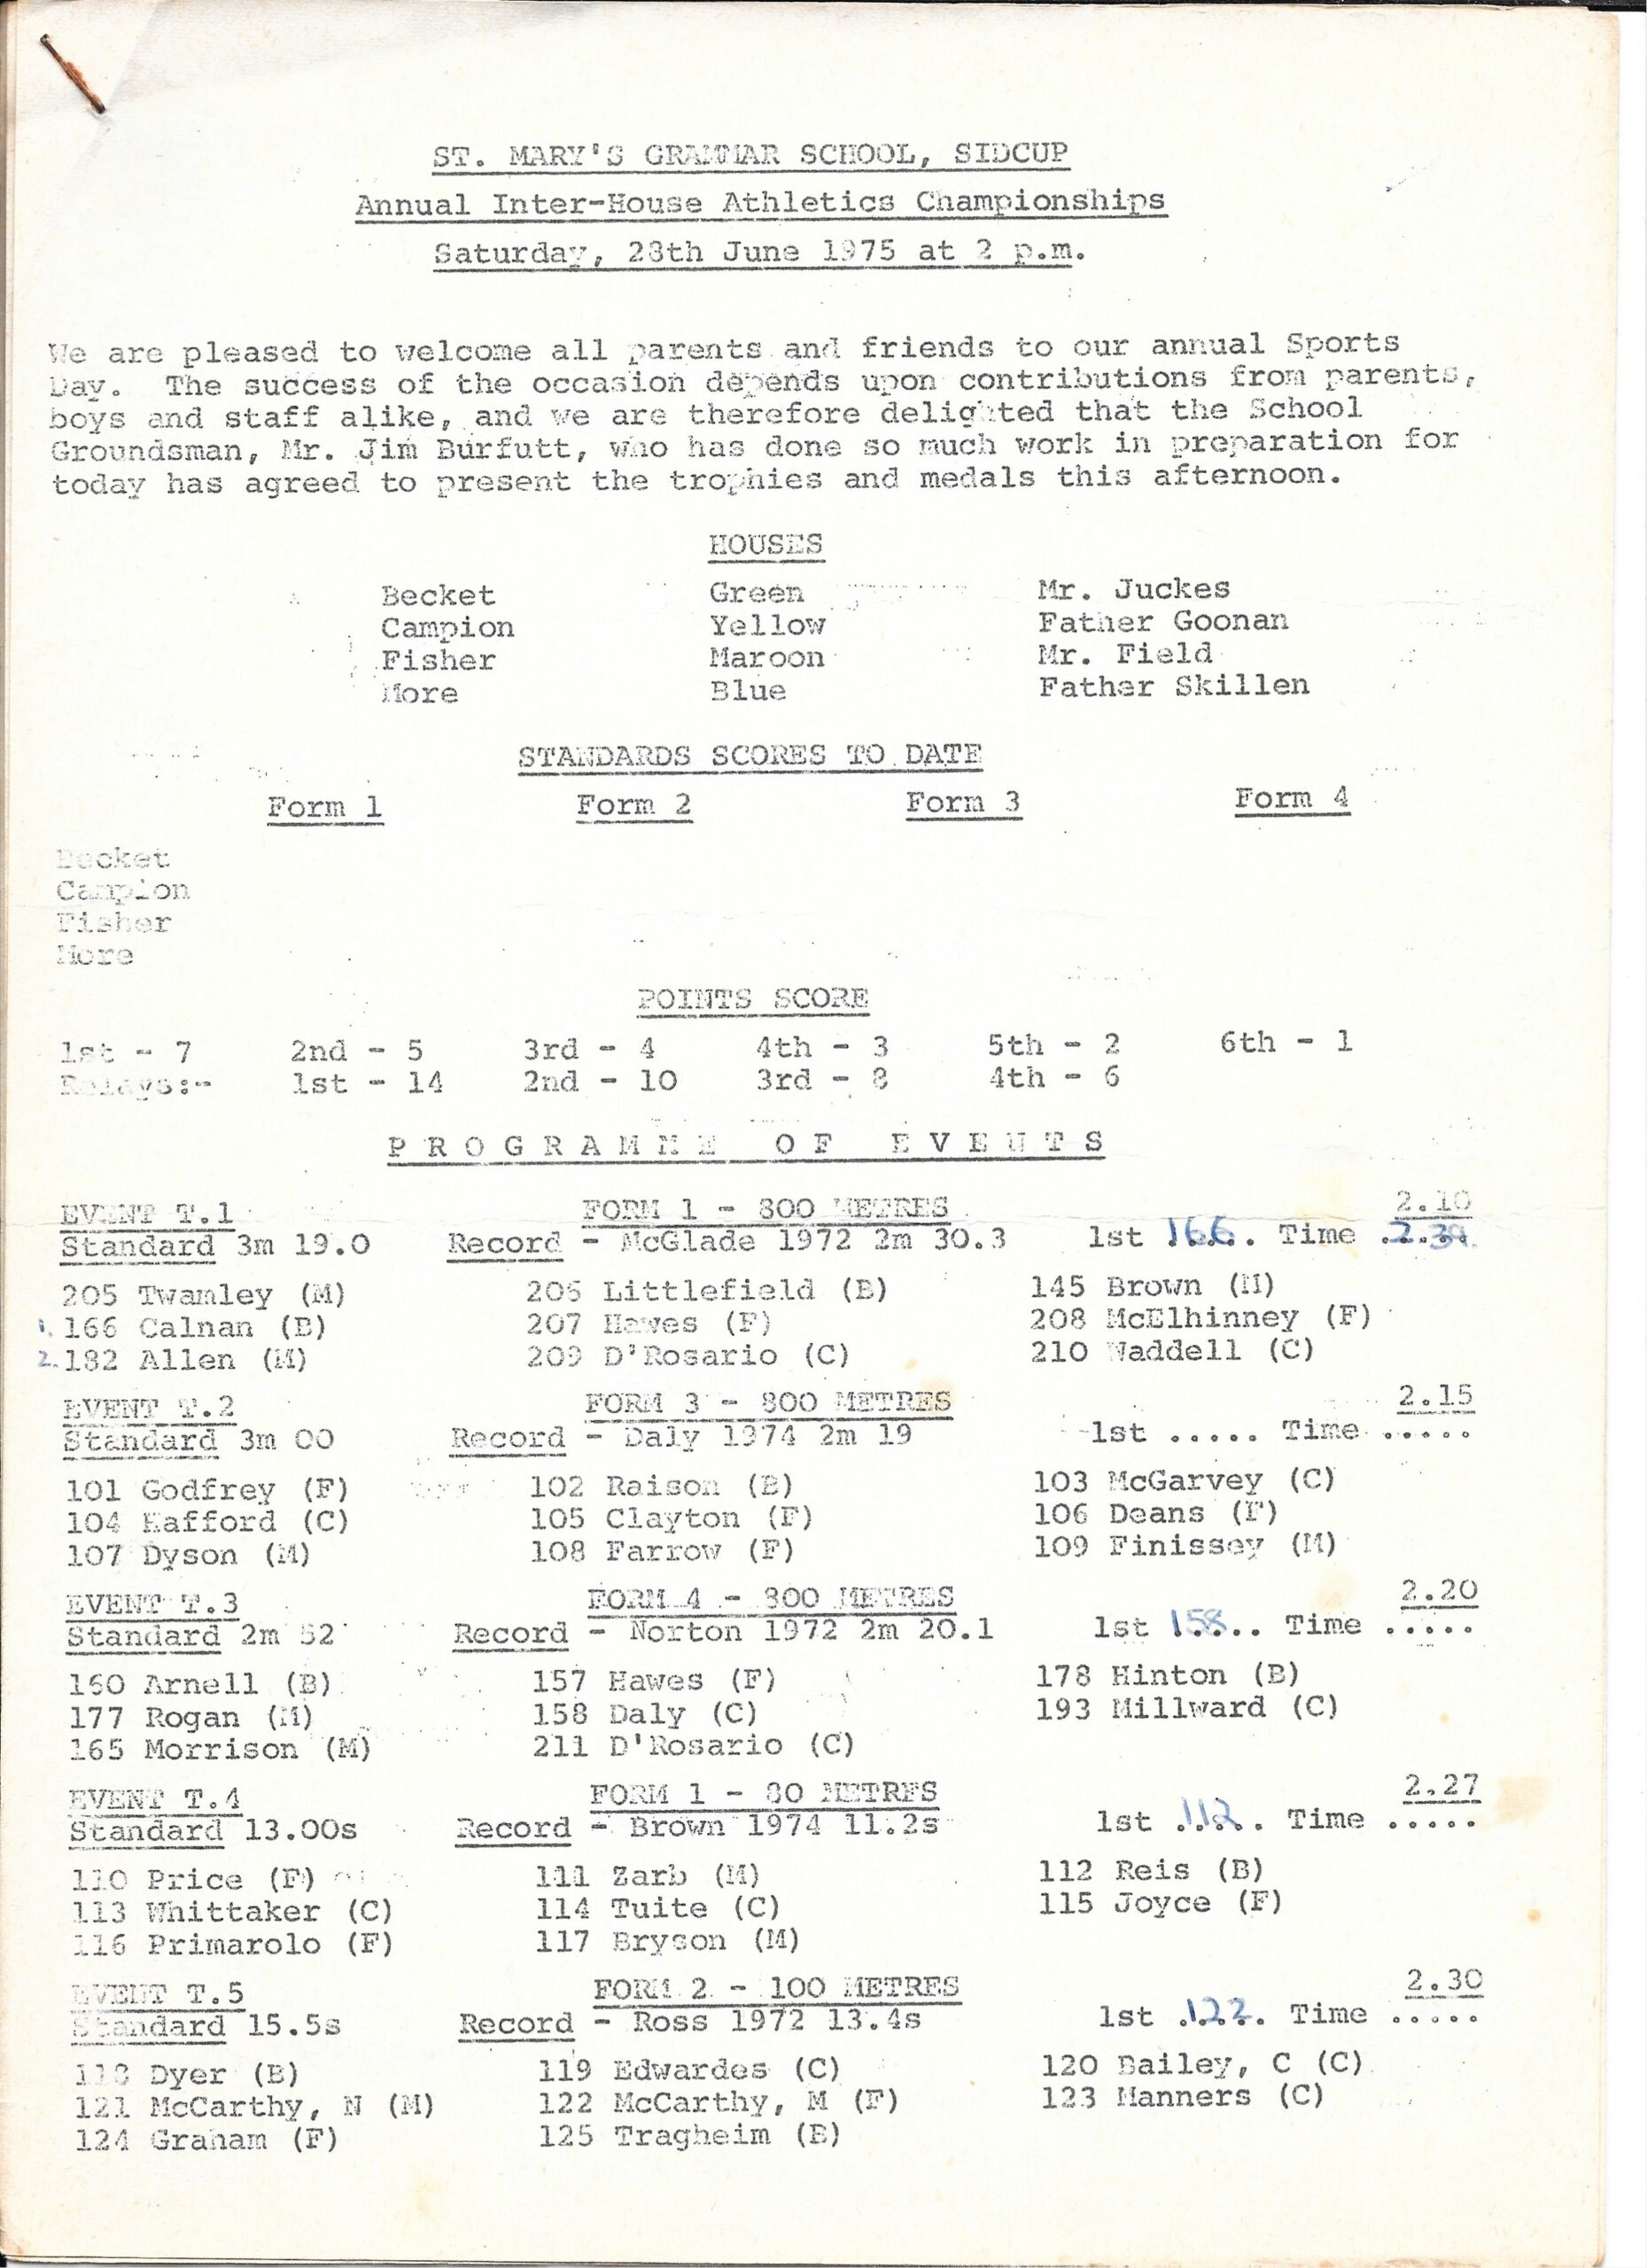 ST. MARY'S GRAMMAR SCHOOL, SIDCUP
Annual Inter-House Athletics Championships
Saturday, 28th June 1975 at 2 p.m.
We are pleased to welcome all parents and friends to our annual Sports
Day. The success of the occasion depends upon contributions from parents,
boys and staff alike, and we are therefore delighted that the School
Groundsman, Mr. Jim Burfutt, who has done so much work in preparation for
today has agreed to present the trophies and medals this afternoon.
HOUSES
Becket Green Mr. Juckes
Campion Yellow Father Goonan
Fisher Maroon Mr. Field
More Blue Father Skillen
STANDARDS SCORES TO DATE
Form 1 Form 2 Form 3 Form 4
Becket
Campion
Fisher
More
POINTS SCORE
1st - 7 2nd - 5 3rd - 4 4th - 3 5th - 2 6th - 1
Relays:- 1st - 14 2nd - 10 3rd - 8 4th - 6
PROGRAMME OF EVENTS
EVENT T.1 FORM 1 - 800 METRES 2.10
Standard 3m 19.0 Record - McGlade 1972 2m 30.3 1st 166 Time 2.39.
205 Twamley (M) 206 Littlefield (B) 145 Brown (M)
1. 166 Calnan (B) 207 Hawes (F) 208 McElhinney (F)
2. 182 Allen (M) 209 D'Rosario (C) 210 Waddell (C)
EVENT T.2 FORM 3 - 800 METRES 2.15
Standard 3m 00 Record - Daly 1974 2m 19 1st ..... Time .....
101 Godfrey (F) 102 Raison (B) 103 McGarvey (C)
104 Hafford (C) 105 Clayton (F) 106 Deans (F)
107 Dyson (M) 108 Farrow (F) 109 Finissey (M)
EVENT T.3 FORM 4 - 800 METRES 2.20
Standard 2m 52 Record - Norton 1972 2m 20.1 1st 158 Time .....
160 Arnell (B) 157 Hawes (F) 178 Hinton (B)
177 Rogan (M) 158 Daly (C) 193 Millward (C)
165 Morrison (M) 211 D'Rosario (C)
EVENT T.4 FORM 1 - 80 METRES 2.27
Standard 13.00s Record - Brown 1974 11.2s 1st 112 Time .....
110 Price (F) 111 Zarb (M) 112 Reis (B)
113 Whittaker (C) 114 Tuite (C) 115 Joyce (F)
116 Primarolo (F) 117 Bryson (M)
EVENT T.5 FORM 2 - 100 METRES 2.30
Standard 15.5s Record - Ross 1972 13.4s 1st 122 Time .....
118 Dyer (B) 119 Edwardes (C) 120 Bailey, C (C)
121 McCarthy, N (M) 122 McCarthy, M (F) 123 Manners (C)
124 Graham (F) 125 Tragheim (B)